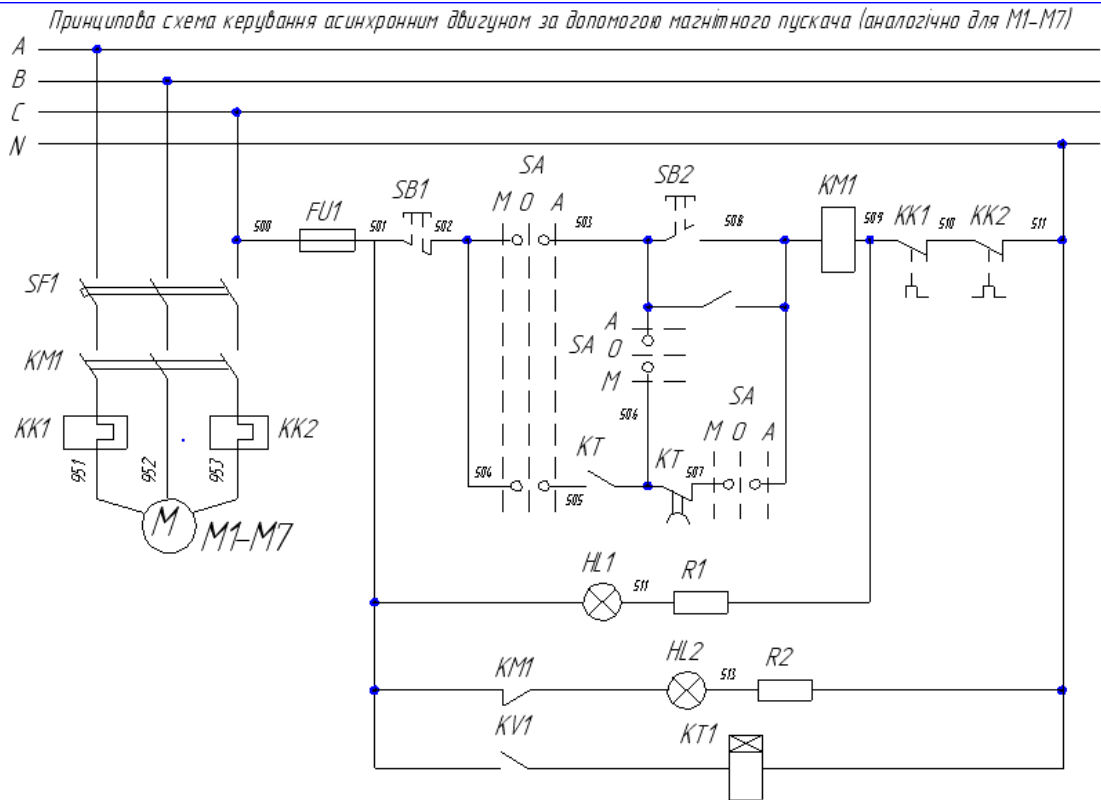 Принципова схема керування асинхронним двигуном за допомогою магнітного пускача (аналогічно для М1-М7)
A
B
C
N
SA
SB1
SB2
KM1
M O A
500
FU1
501
502
503
508
509
KK1
510
KK2
511
SF1
KM1
A
SA O
M
KK1
KK2
951
952
953
506
SA
M O A
504
505
KT
KT
507
M
M1-M7
HL1
511
R1
KM1
HL2
513
R2
KV1
KT1